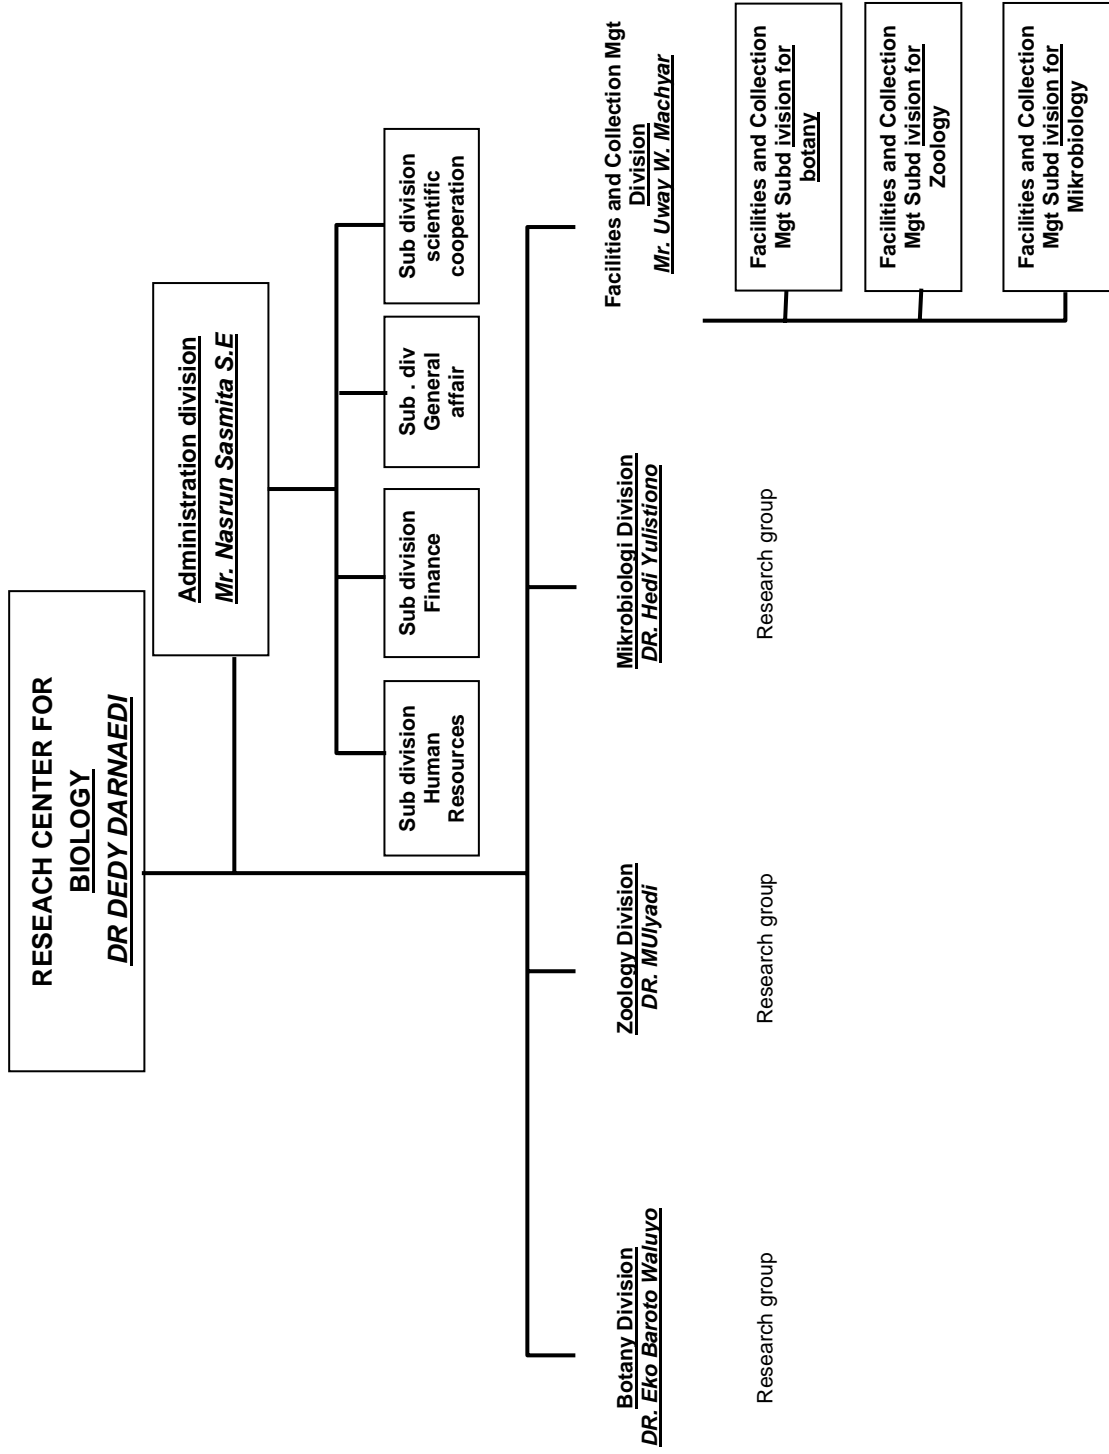 RESEACH CENTER FOR
BIOLOGY
DR DEDY DARNAEDI
Administration division
Mr. Nasrun Sasmita S.E
Sub division
Human
Resources
Sub division
Finance
Sub . div
General
affair
Sub division
scientific
cooperation
Botany Division
DR. Eko Baroto Waluyo
Zoology Division
DR. MUlyadi
Mikrobiologi Division
DR. Hedi Yulistiono
Facilities and Collection Mgt
Division
Mr. Uway W. Machyar
Research group
Research group
Research group
Facilities and Collection
Mgt Subd ivision for
botany
Facilities and Collection
Mgt Subd ivision for
Zoology
Facilities and Collection
Mgt Subd ivision for
Mikrobiology